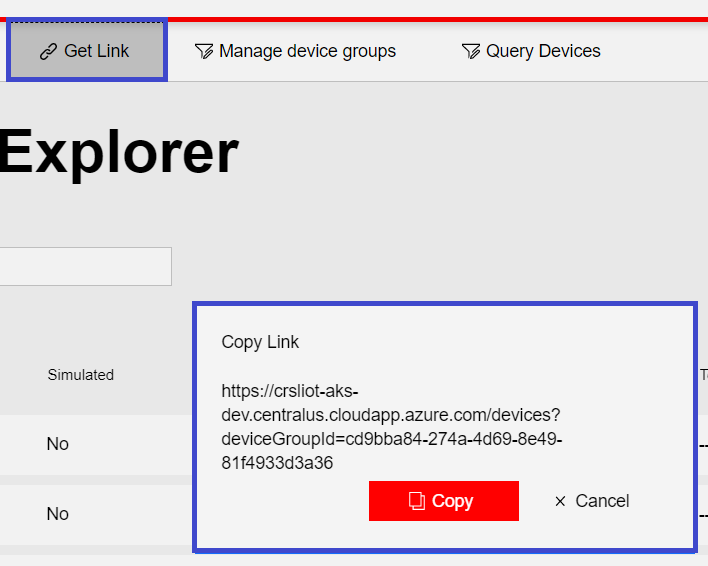 Get Link
Manage device groups
Query Devices
Explorer
Simulated
Copy Link
https://crsliot-aks-
dev.centralus.cloudapp.azure.com/devices?
deviceGroupId=cd9bba84-274a-4d69-8e49-
81f4933d3a36
No
Copy
Cancel
No
--
--